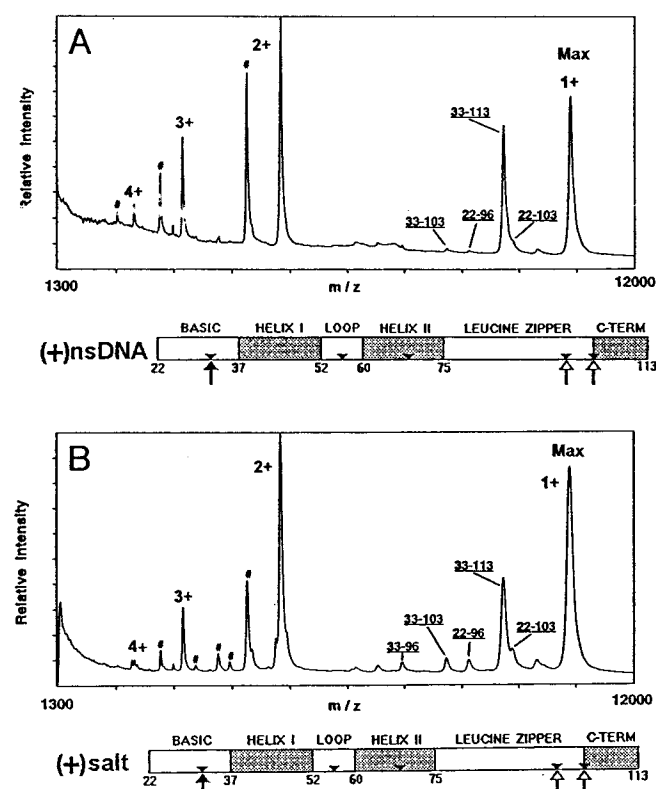 A
Relative Intensity
2+
3+
4+
#
#
#
Max
1+
33-113
33-103
22-96
22-103
1300
m / z
12000
(+)nsDNA
BASIC
HELIX I
LOOP
HELIX II
LEUCINE ZIPPER
C-TERM
22
37
52
60
75
113
B
Relative Intensity
2+
3+
4+
#
#
#
#
Max
1+
33-113
33-103
22-96
22-103
33-96
1300
m / z
12000
(+)salt
BASIC
HELIX I
LOOP
HELIX II
LEUCINE ZIPPER
C-TERM
22
37
52
60
75
113